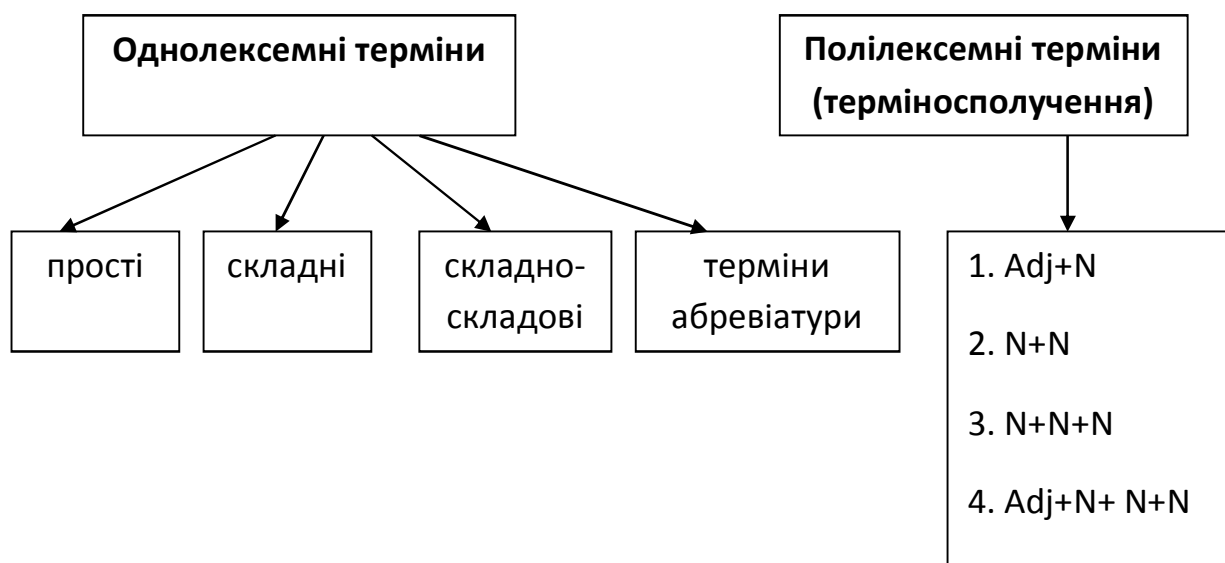 Однолексемні терміни
Полілексемні терміни
(терміносполучення)
прості
складні
складно-
складові
терміни
абревіатури
1. Adj+N
2. N+N
3. N+N+N
4. Adj+N+ N+N